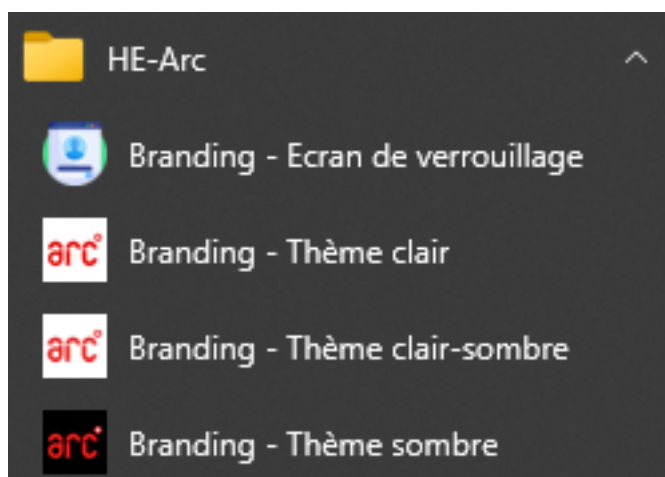 HE-Arc
Branding - Ecran de verrouillage
arc Branding - Thème clair
arc Branding - Thème clair-sombre
arc Branding - Thème sombre